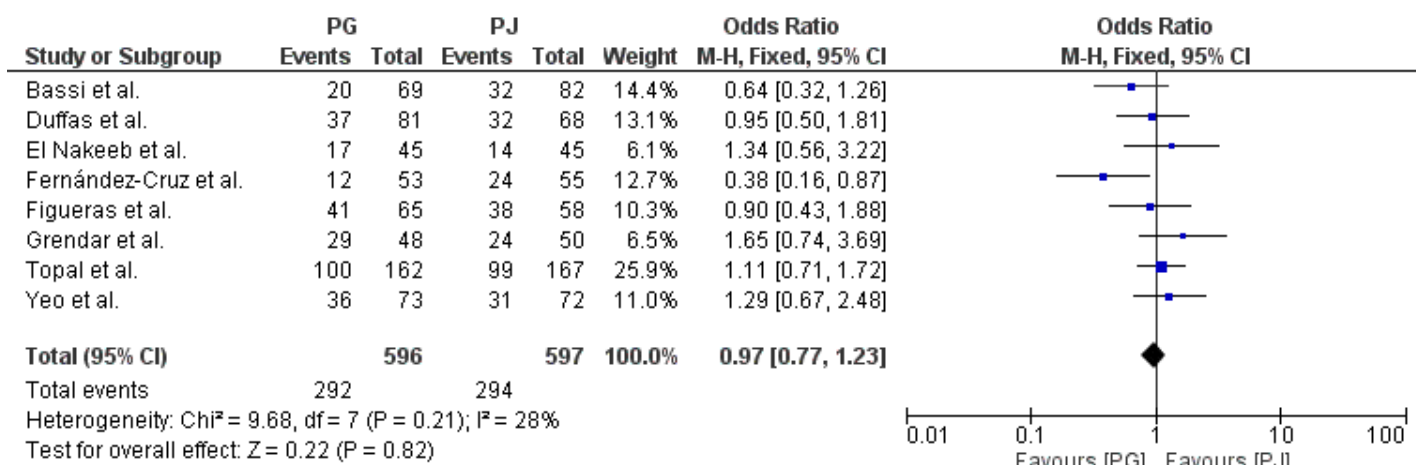 PG PJ Odds Ratio Odds Ratio
Study or Subgroup Events Total Events Total Weight M-H, Fixed, 95% CI M-H, Fixed, 95% CI
Bassi et al. 20 69 32 82 14.4% 0.64 [0.32, 1.26]
Duffas et al. 37 81 32 68 13.1% 0.95 [0.50, 1.81]
El Nakeeb et al. 17 45 14 45 6.1% 1.34 [0.56, 3.22]
Fernández-Cruz et al. 12 53 24 55 12.7% 0.38 [0.16, 0.87]
Figueras et al. 41 65 38 58 10.3% 0.90 [0.43, 1.88]
Grendar et al. 29 48 24 50 6.5% 1.65 [0.74, 3.69]
Topal et al. 100 162 99 167 25.9% 1.11 [0.71, 1.72]
Yeo et al. 36 73 31 72 11.0% 1.29 [0.67, 2.48]
Total (95% CI) 596 597 100.0% 0.97 [0.77, 1.23]
Total events 292 294
Heterogeneity: Chi² = 9.68, df = 7 (P = 0.21); I² = 28%
Test for overall effect: Z = 0.22 (P = 0.82)
0.01 0.1 1 10 100
Favours [PG] Favours [PJ]